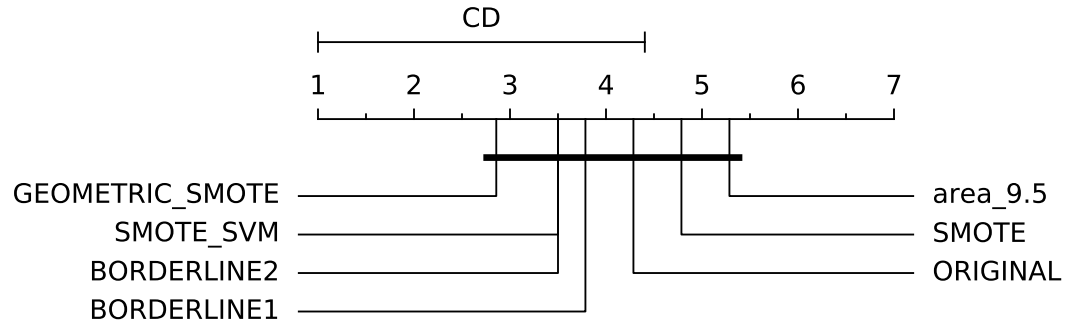 CD
1 2 3 4 5 6 7
GEOMETRIC_SMOTE area_9.5
SMOTE_SVM SMOTE
BORDERLINE2 ORIGINAL
BORDERLINE1